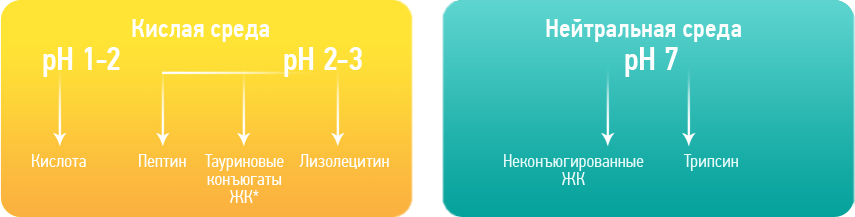 Кислая среда
pH 1-2
pH 2-3
Кислота
Пептин
Тауриновые
конъюгаты
ЖК*
Лизолецитин
Нейтральная среда
pH 7
Неконъюгированные
ЖК
Трипсин